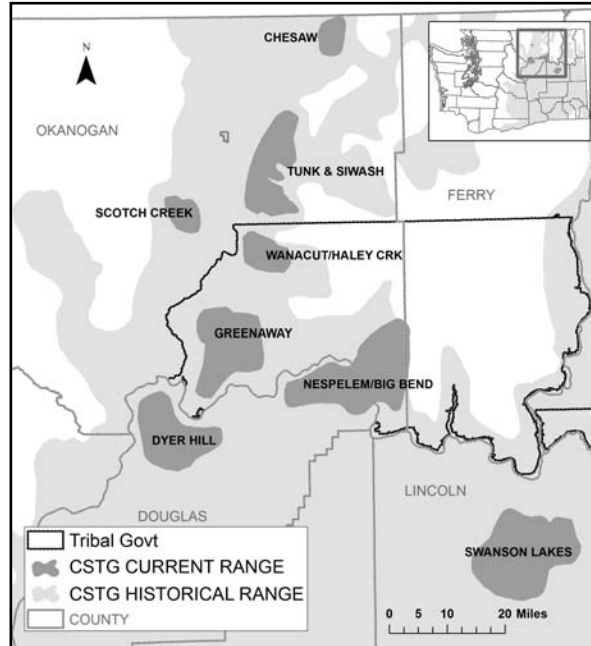 CHESAW
N
OKANOGAN
TUNK & SIWASH
FERRY
SCOTCH CREEK
WANACUT/HALEY CRK
GREENAWAY
NESPELEM/BIG BEND
DYER HILL
LINCOLN
DOUGLAS
SWANSON LAKES
Tribal Govt
CSTG CURRENT RANGE
CSTG HISTORICAL RANGE
COUNTY
0 5 10 20 Miles